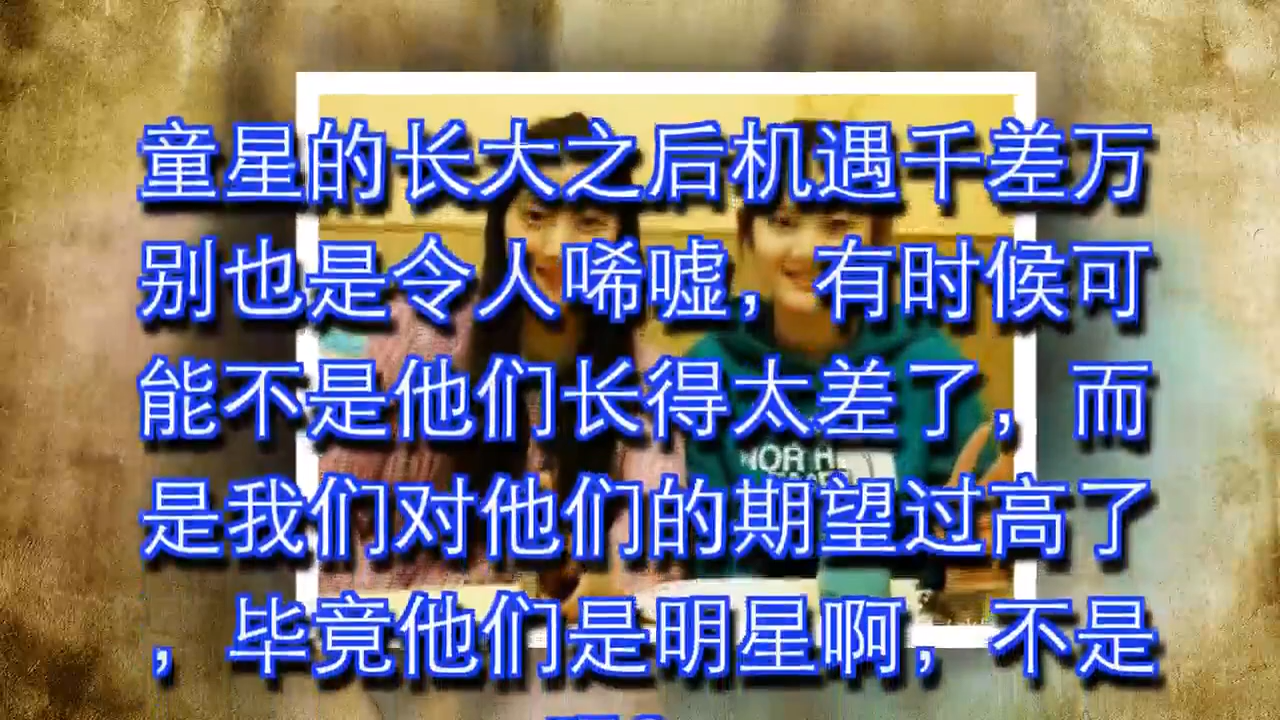 童星的长大之后机遇千差万
别也是令人唏嘘，有时候可
能不是他们长得太差了，而
是我们对他们的期望过高了
，毕竟他们是明星啊，不是
NORTH